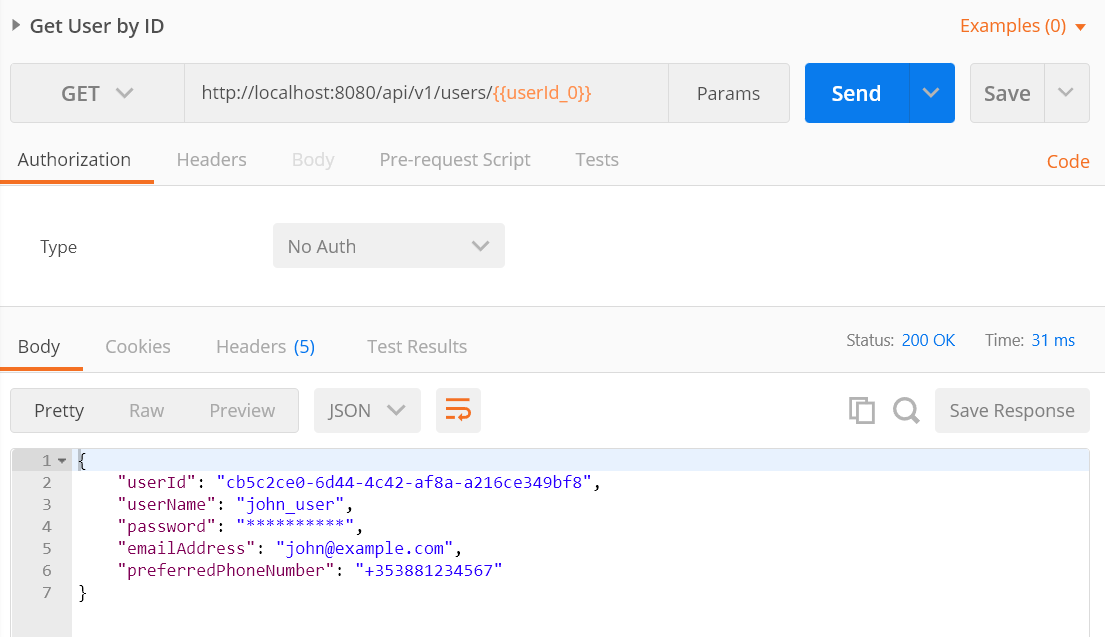 Get User by ID
Examples (0)
GET http://localhost:8080/api/v1/users/{{userId_0}} Params Send Save
Authorization Headers Body Pre-request Script Tests Code
Type No Auth
Body Cookies Headers (5) Test Results Status: 200 OK Time: 31 ms
Pretty Raw Preview JSON Save Response
1 {
2 "userId": "cb5c2ce0-6d44-4c42-af8a-a216ce349bf8",
3 "userName": "john_user",
4 "password": "**********",
5 "emailAddress": "john@example.com",
6 "preferredPhoneNumber": "+353881234567"
7 }